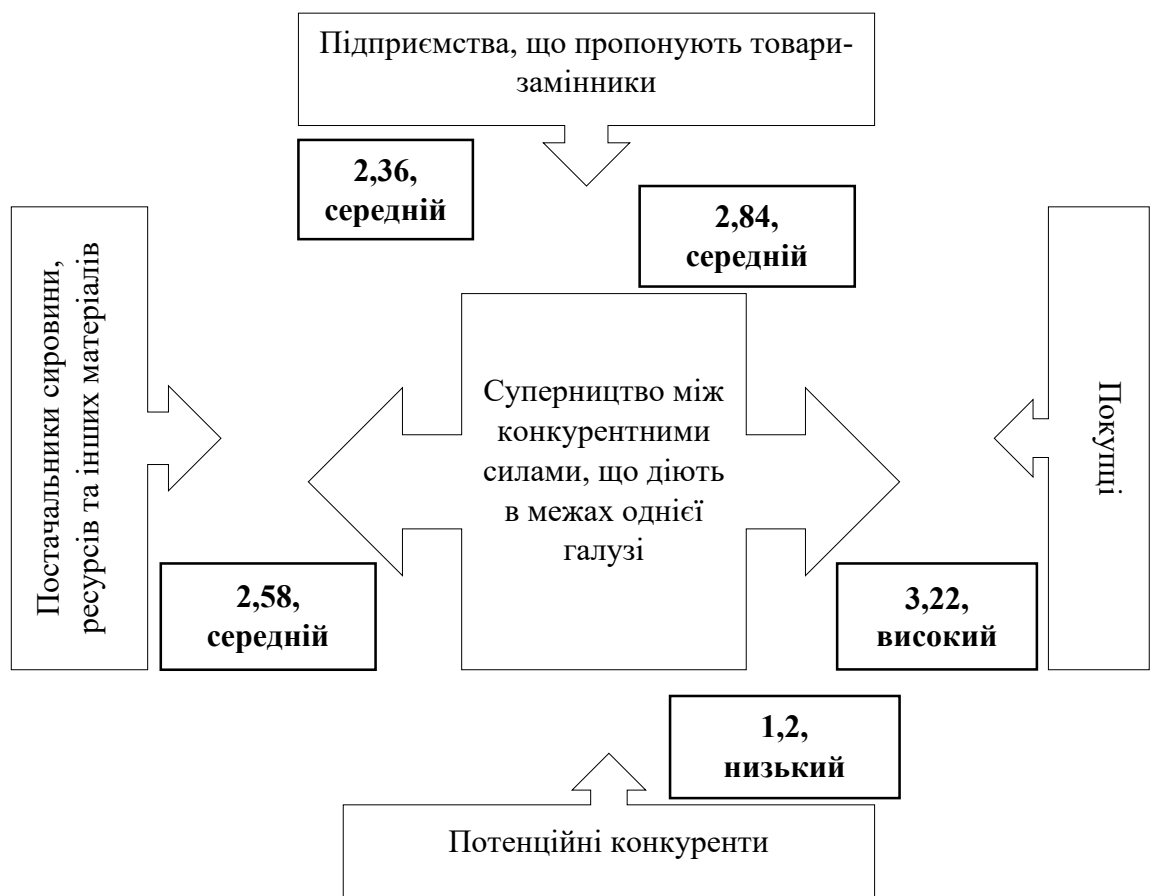 Підприємства, що пропонують товари-
замінники
2,36,
середній
2,84,
середній
Постачальники сировини,
ресурсів та інших матеріалів
Суперництво між
конкурентними
силами, що діють
в межах однієї
галузі
Покупці
2,58,
середній
3,22,
високий
1,2,
низький
Потенційні конкуренти